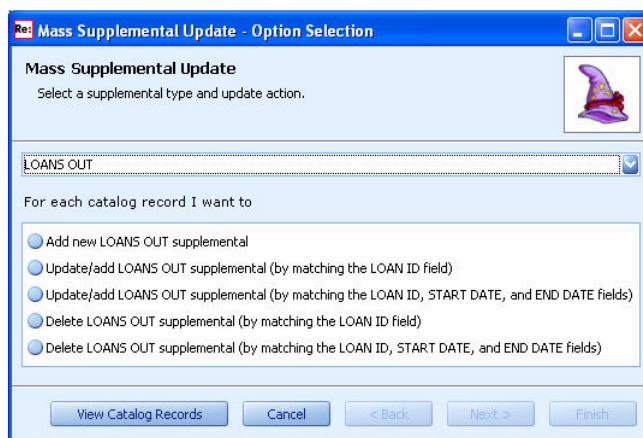 Re: Mass Supplemental Update - Option Selection
Mass Supplemental Update
Select a supplemental type and update action.
LOANS OUT
For each catalog record I want to
Add new LOANS OUT supplemental
Update/add LOANS OUT supplemental (by matching the LOAN ID field)
Update/add LOANS OUT supplemental (by matching the LOAN ID, START DATE, and END DATE fields)
Delete LOANS OUT supplemental (by matching the LOAN ID field)
Delete LOANS OUT supplemental (by matching the LOAN ID, START DATE, and END DATE fields)
View Catalog Records Cancel < Back Next > Finish